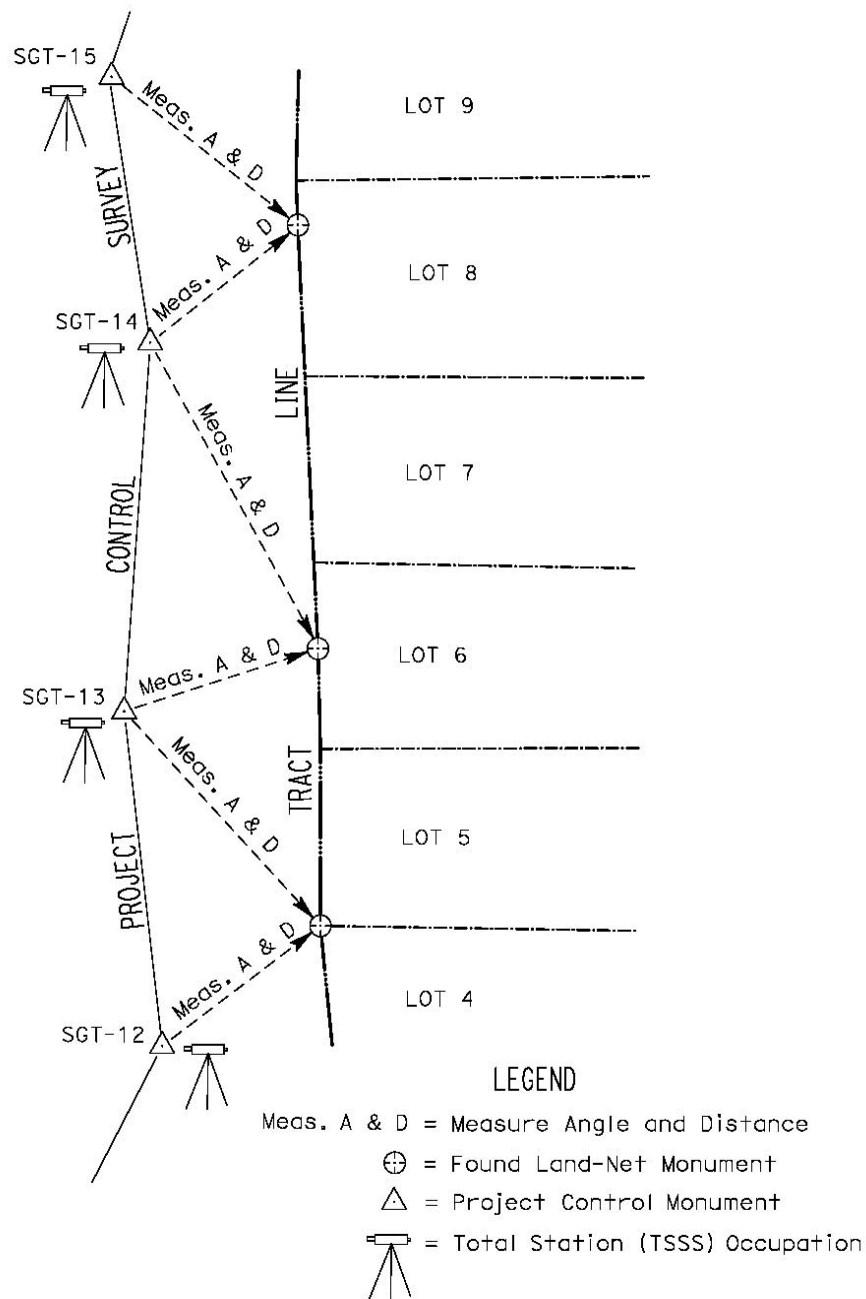 SGT-15
Meas. A & D
LOT 9
SURVEY
Meas. A & D
LOT 8
SGT-14
LINE
Meas. A & D
LOT 7
CONTROL
Meas. A & D
LOT 6
SGT-13
Meas. A & D
TRACT
LOT 5
PROJECT
Meas. A & D
LOT 4
SGT-12
LEGEND
Meas. A & D = Measure Angle and Distance
= Found Land-Net Monument
= Project Control Monument
= Total Station (TSSS) Occupation